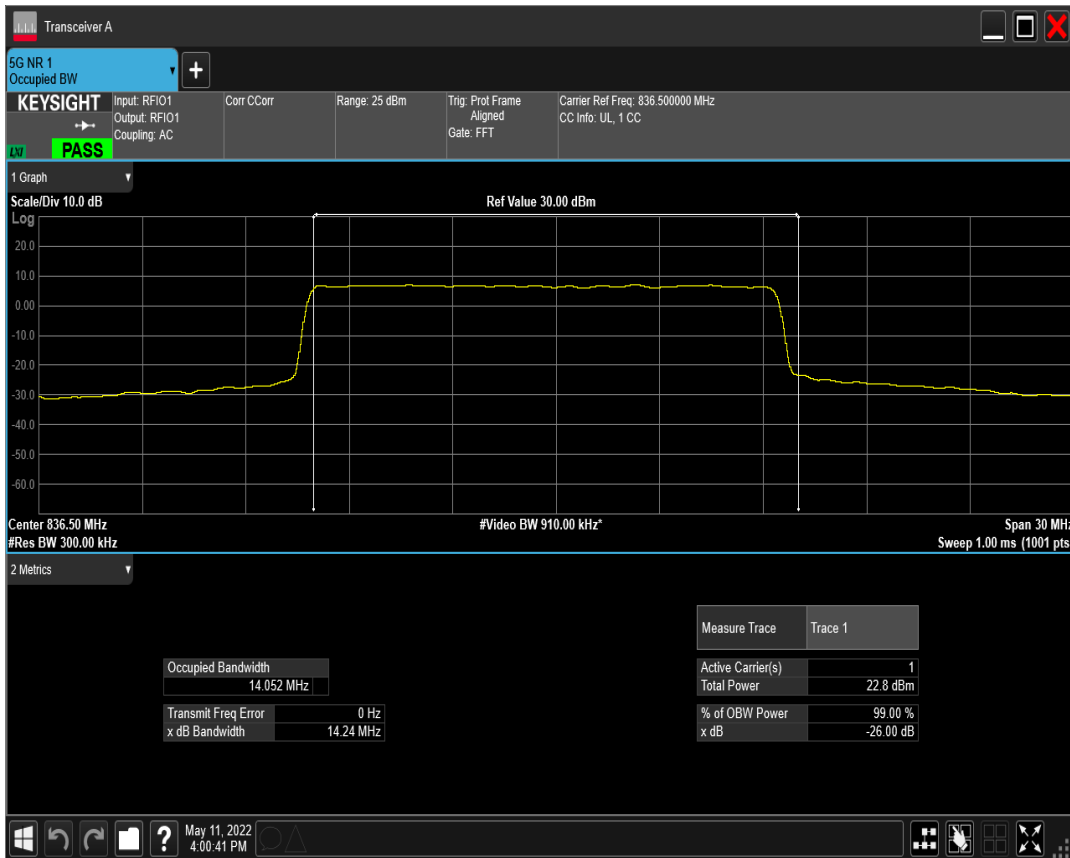 Transceiver A
5G NR 1
Occupied BW
+
KEYSIGHT
LXI
PASS
Input: RFIO1
Output: RFIO1
Coupling: AC
Corr CCorr
Range: 25 dBm
Trig: Prot Frame
Aligned
Gate: FFT
Carrier Ref Freq: 836.500000 MHz
CC Info: UL, 1 CC
1 Graph
Scale/Div 10.0 dB
Ref Value 30.00 dBm
Log
20.0
10.0
0.00
-10.0
-20.0
-30.0
-40.0
-50.0
-60.0
Center 836.50 MHz
#Video BW 910.00 kHz*
Span 30 MHz
#Res BW 300.00 kHz
Sweep 1.00 ms (1001 pts
2 Metrics
Measure Trace Trace 1
Occupied Bandwidth
14.052 MHz
Active Carrier(s) 1
Total Power 22.8 dBm
Transmit Freq Error 0 Hz
x dB Bandwidth 14.24 MHz
% of OBW Power 99.00 %
x dB -26.00 dB
?
May 11, 2022
4:00:41 PM